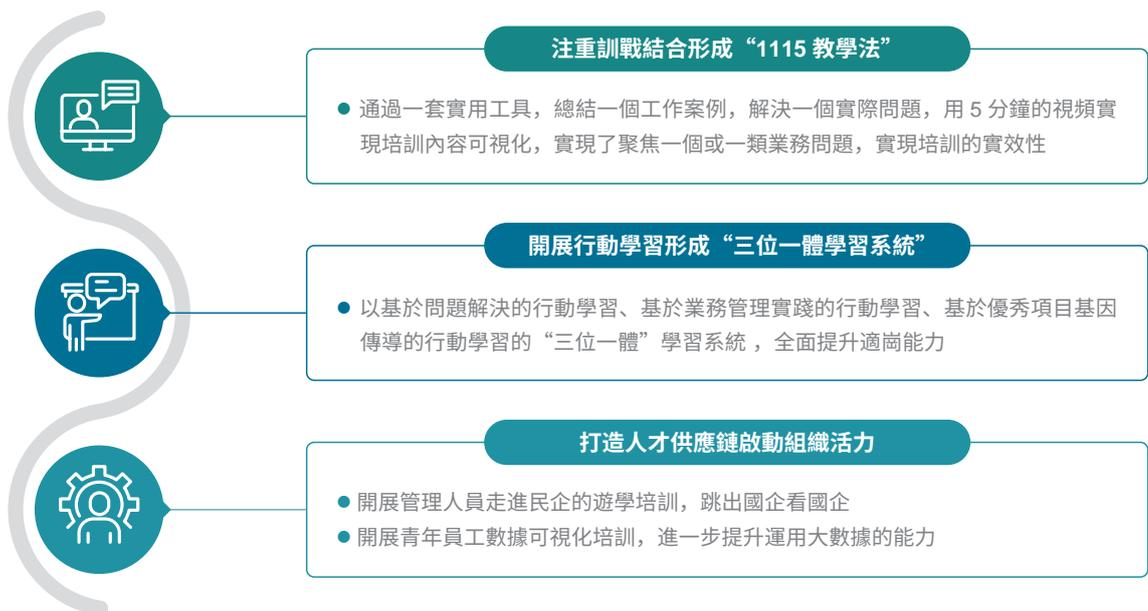 注重訓戰結合形成“1115 教學法”
● 通過一套實用工具，總結一個工作案例，解決一個實際問題，用 5 分鐘的視頻實
現培訓內容可視化，實現了聚焦一個或一類業務問題，實現培訓的實效性
開展行動學習形成“三位一體學習系統”
● 以基於問題解決的行動學習、基於業務管理實踐的行動學習、基於優秀項目基因
傳導的行動學習的“三位一體”學習系統 ，全面提升適崗能力
打造人才供應鏈啟動組織活力
● 開展管理人員走進民企的遊學培訓，跳出國企看國企
● 開展青年員工數據可視化培訓，進一步提升運用大數據的能力